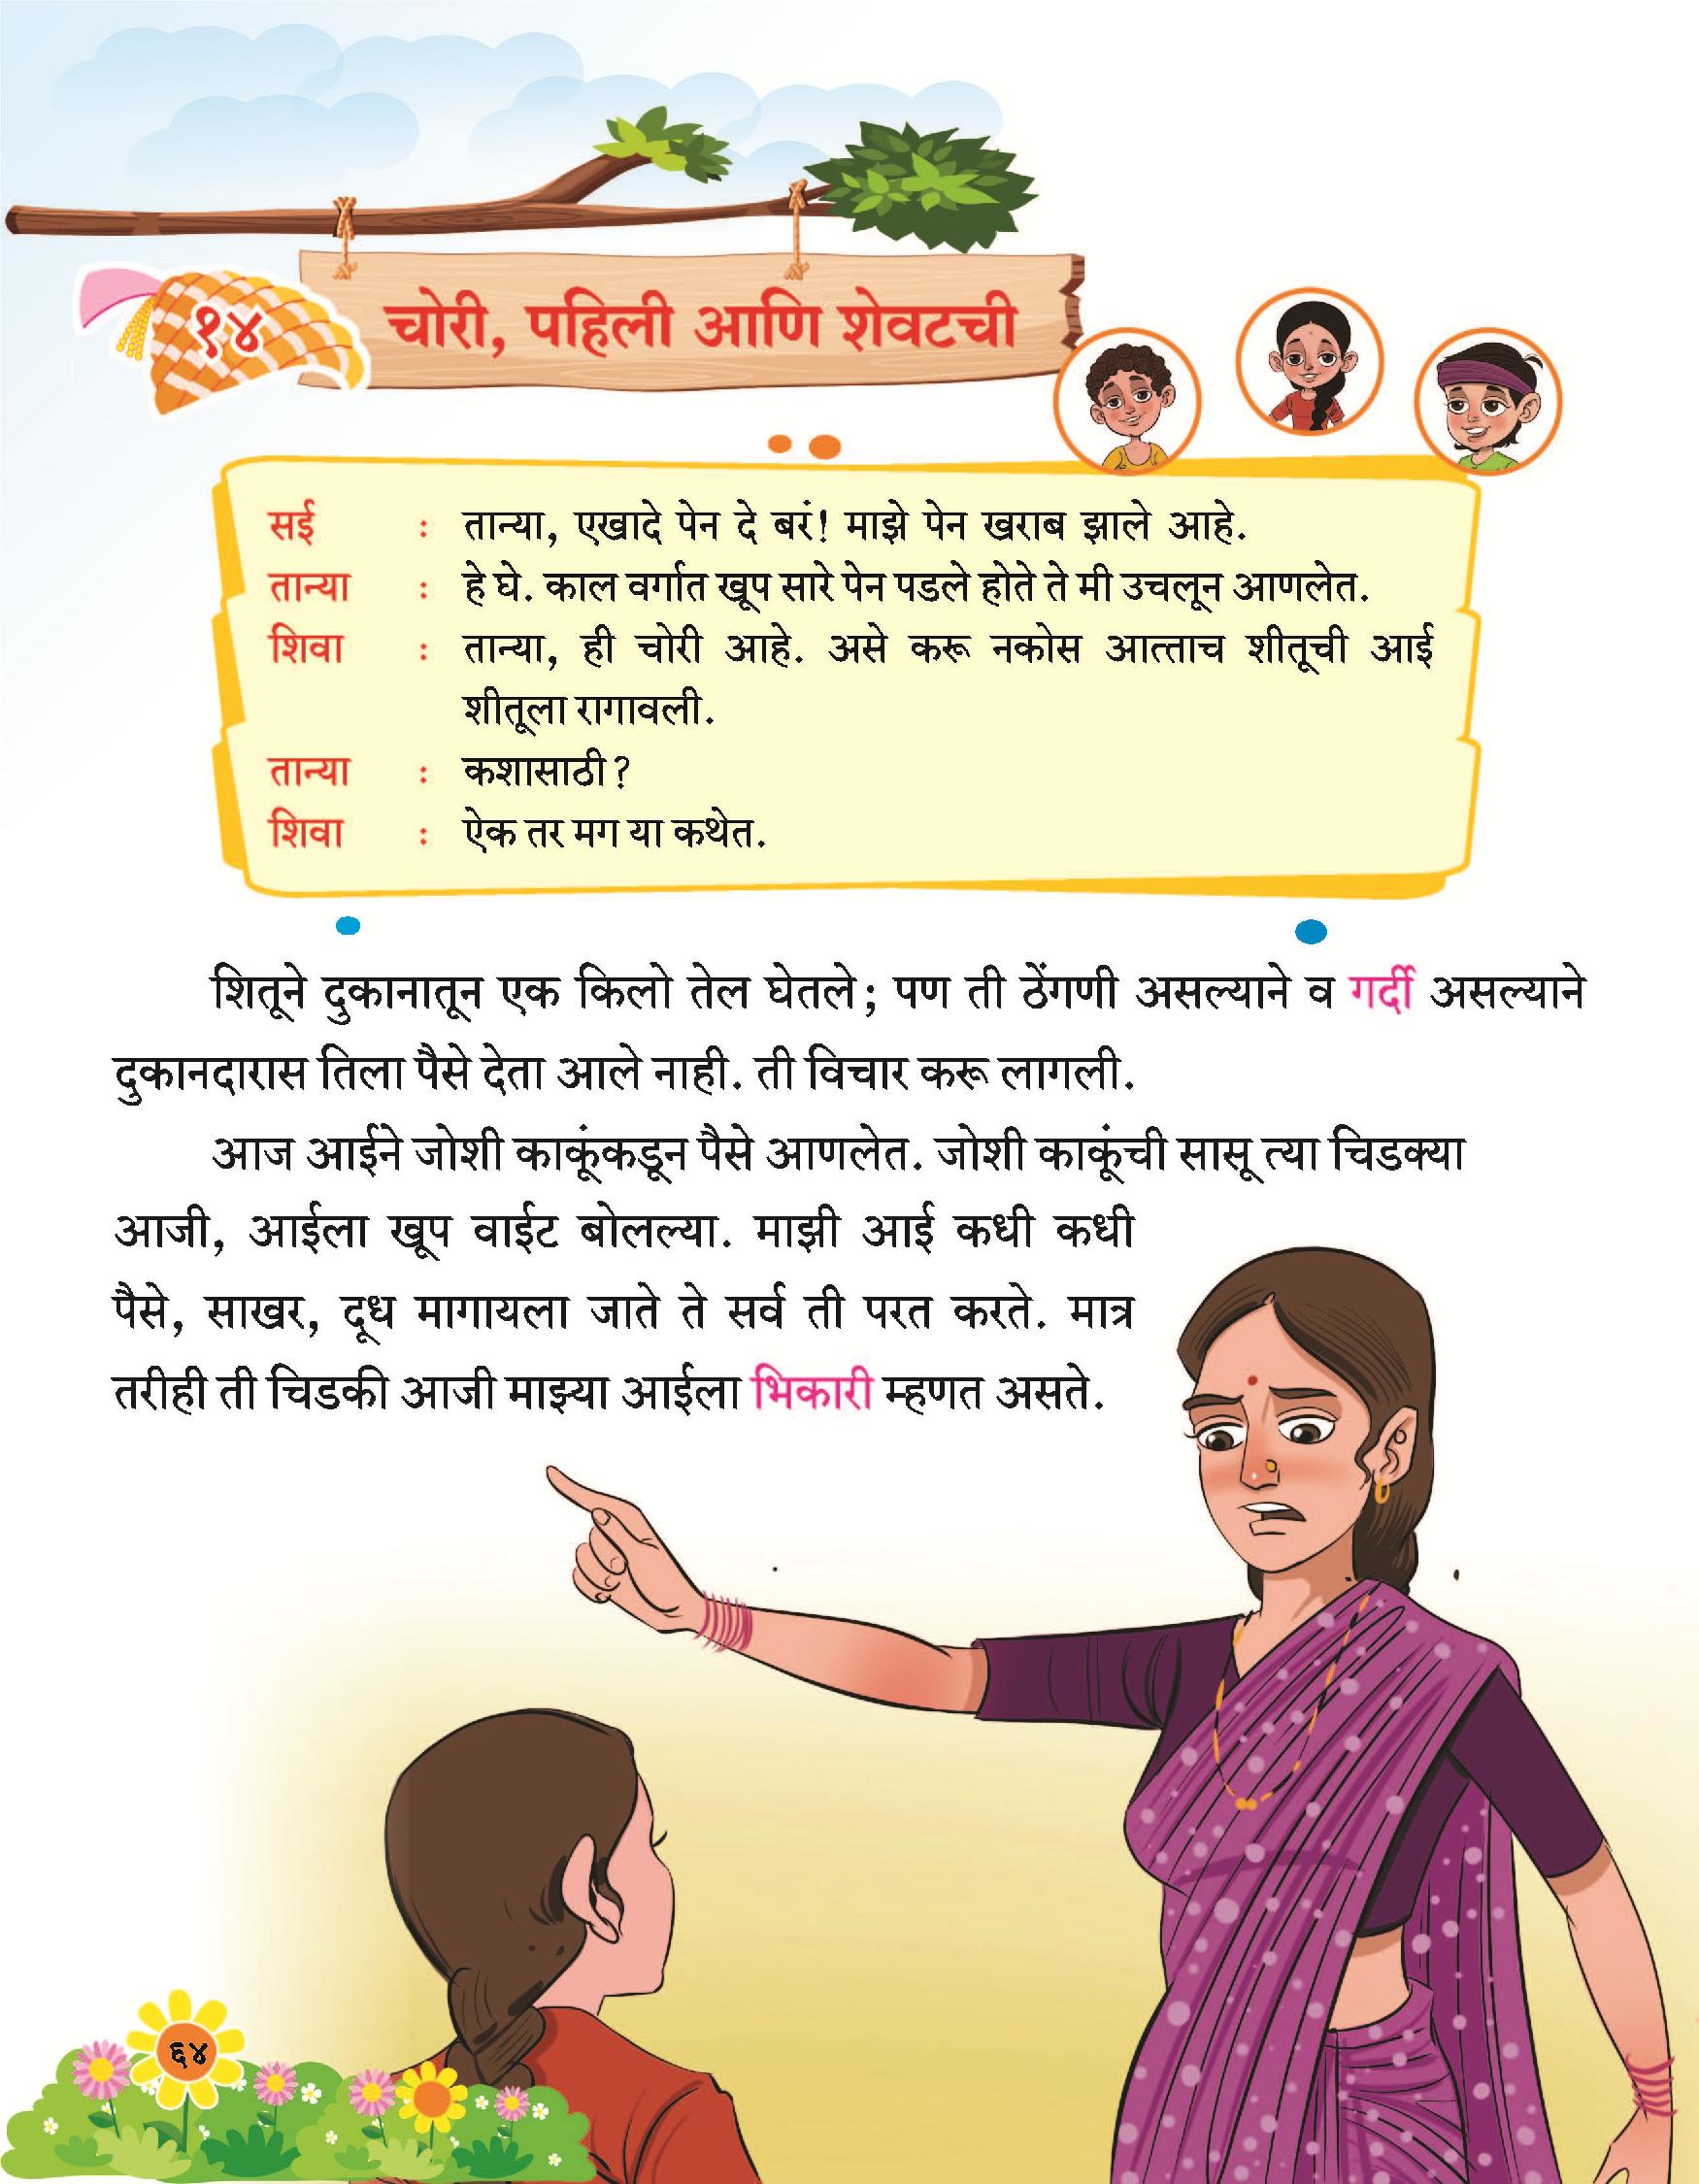 १४
चोरी, पहिली आणि शेवटची
सई : तान्या, एखादे पेन दे बरं! माझे पेन खराब झाले आहे.
तान्या : हे घे. काल वर्गात खूप सारे पेन पडले होते ते मी उचलून आणलेत.
शिवा : तान्या, ही चोरी आहे. असे करू नकोस आत्ताच शीतूची आई
शीतूला रागावली.
तान्या : कशासाठी?
शिवा : ऐक तर मग या कथेत.
शितूने दुकानातून एक किलो तेल घेतले; पण ती ठेंगणी असल्याने व गर्दी असल्याने
दुकानदारास तिला पैसे देता आले नाही. ती विचार करू लागली.
आज आईने जोशी काकूंकडून पैसे आणलेत. जोशी काकूंची सासू त्या चिडक्या
आजी, आईला खूप वाईट बोलल्या. माझी आई कधी कधी
पैसे, साखर, दूध मागायला जाते ते सर्व ती परत करते. मात्र
तरीही ती चिडकी आजी माझ्या आईला भिकारी म्हणत असते.
६४